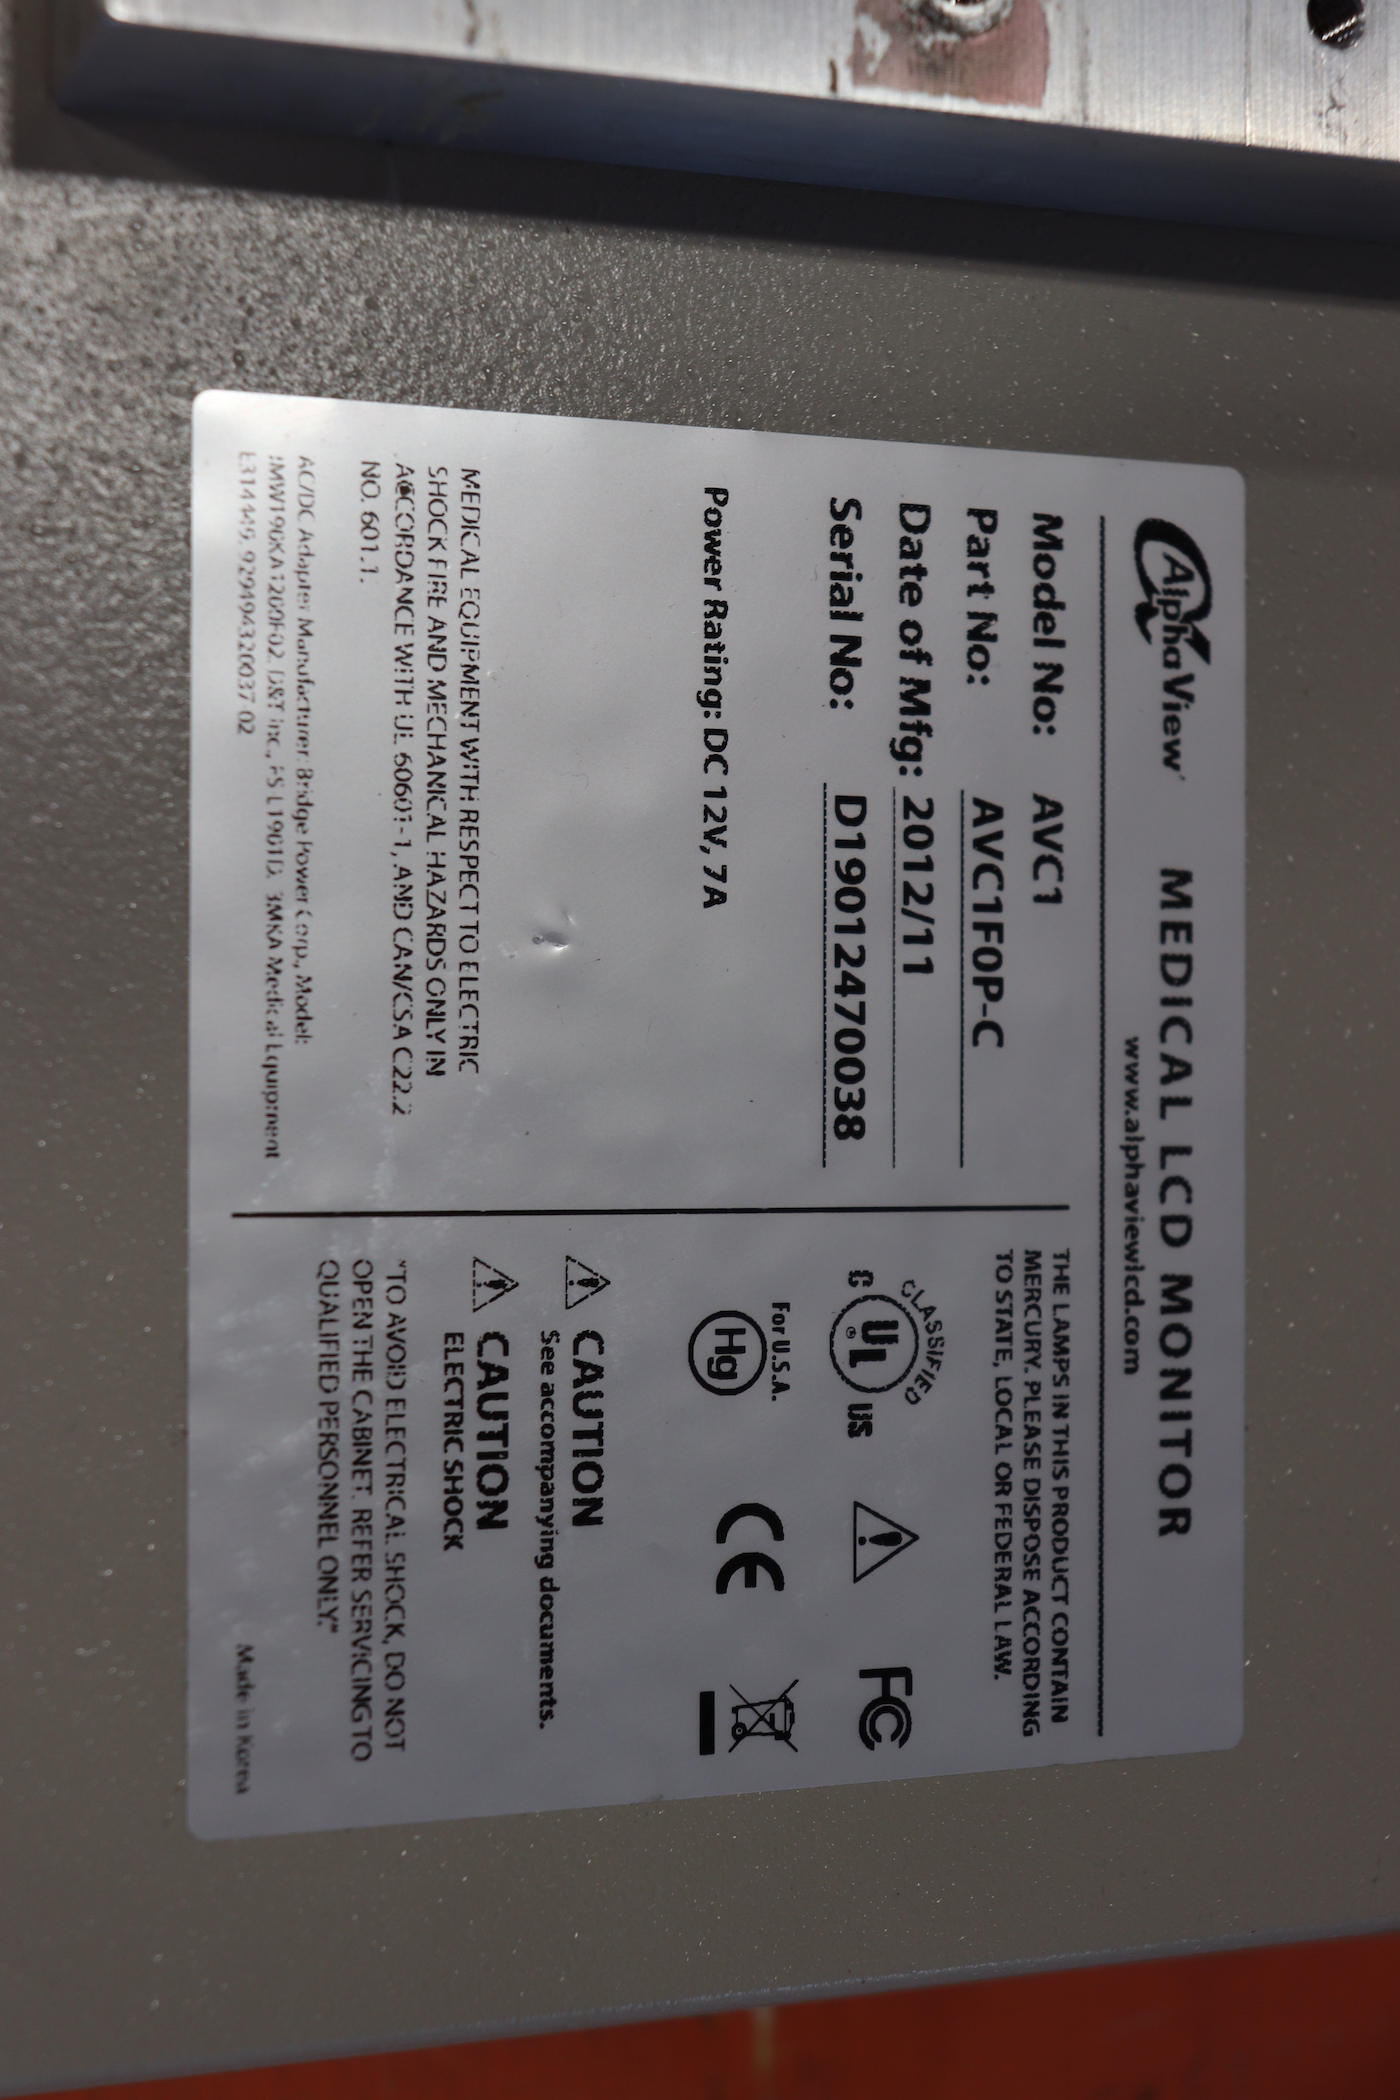 AlphaView
MEDICAL LCD MONITOR
www.alphaviewlcd.com
Model No: AVC1
Part No: AVC1F0P-C
Date of Mfg: 2012/11
Serial No: D19012470038
Power Rating: DC 12V, 7A
MEDICAL EQUIPMENT WITH RESPECT TO ELECTRIC
SHOCK FIRE AND MECHANICAL HAZARDS ONLY IN
ACCORDANCE WITH UL 60601-1, AND CAN/CSA C22.2
NO. 601.1.
AC/DC Adapter Manufacturer: Bridge Power Corp., Model:
Inc., 3MKA Medical Equipment
THE LAMPS IN THIS PRODUCT CONTAIN
MERCURY. PLEASE DISPOSE ACCORDING
TO STATE, LOCAL OR FEDERAL LAW.
CLASSIFIED
C UL ® US
FC
For U.S.A.
Hg
CE
CAUTION
See accompanying documents.
CAUTION
ELECTRIC SHOCK
"TO AVOID ELECTRICAL SHOCK, DO NOT
OPEN THE CABINET. REFER SERVICING TO
QUALIFIED PERSONNEL ONLY."
Made in Korea